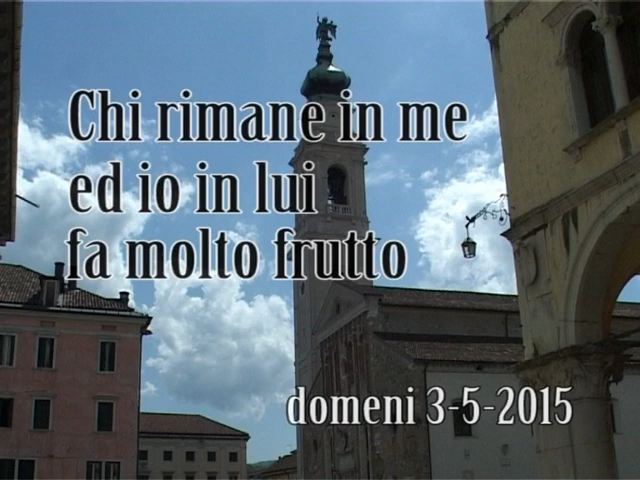 Chi rimane in me
ed io in lui
fa molto frutto
domeni 3-5-2015